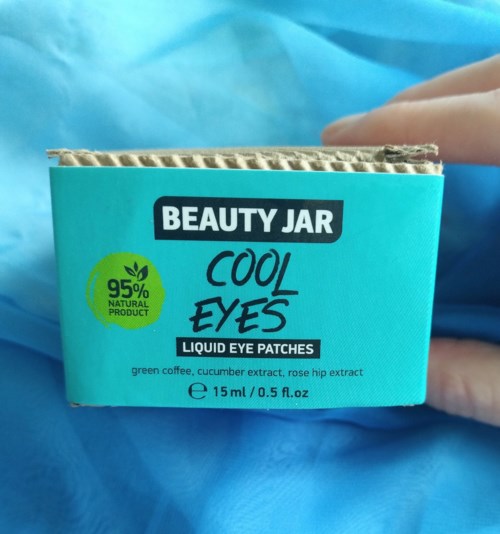 BEAUTY JAR
COOL
EYES
95%
NATURAL
PRODUCT
LIQUID EYE PATCHES
green coffee, cucumber extract, rose hip extract
℮ 15 ml / 0.5 fl.oz